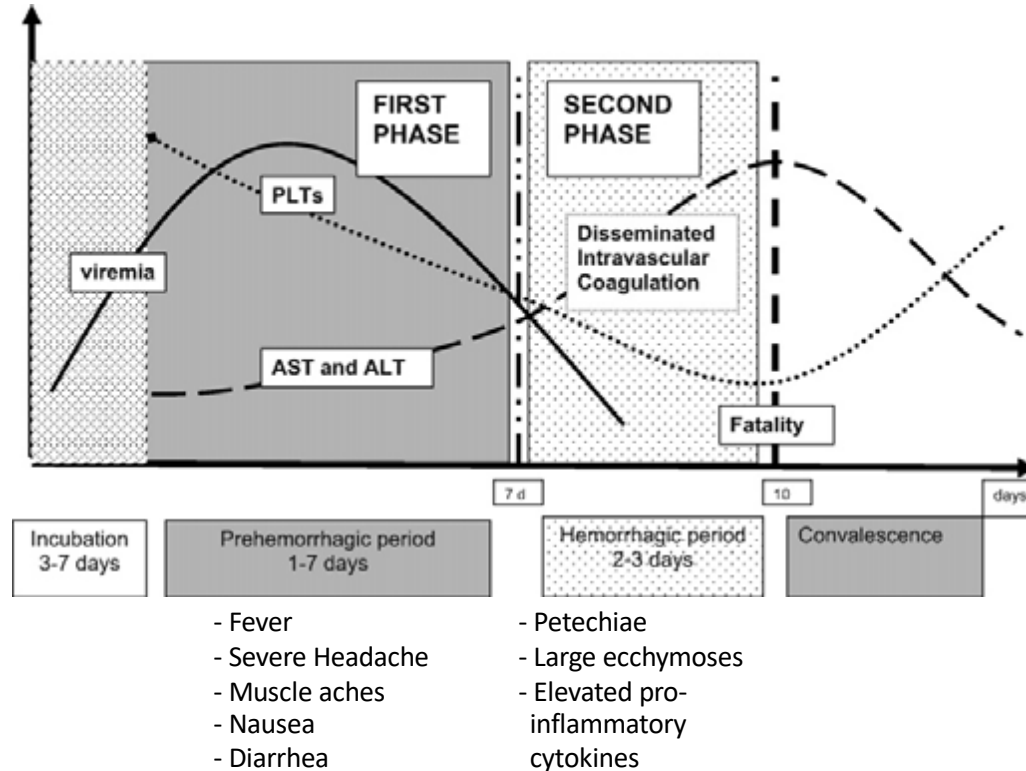 FIRST
PHASE
SECOND
PHASE
PLTs
viremia
Disseminated
Intravascular
Coagulation
AST and ALT
Fatality
7 d
10
days
Incubation
3-7 days
Prehemorrhagic period
1-7 days
Hemorrhagic period
2-3 days
Convalescence
- Fever
- Severe Headache
- Muscle aches
- Nausea
- Diarrhea
- Petechiae
- Large ecchymoses
- Elevated pro-
inflammatory
cytokines